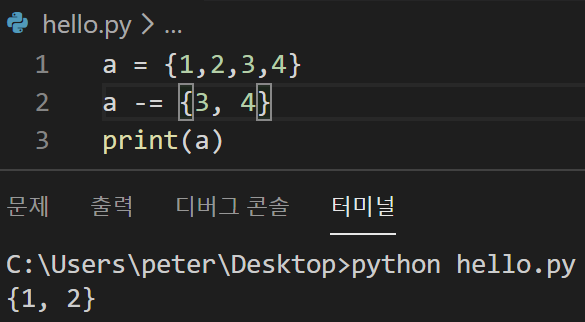 hello.py > ...
1 a = {1,2,3,4}
2 a -= {3, 4}
3 print(a)
문제 출력 디버그 콘솔 터미널
C:\Users\peter\Desktop>python hello.py
{1, 2}